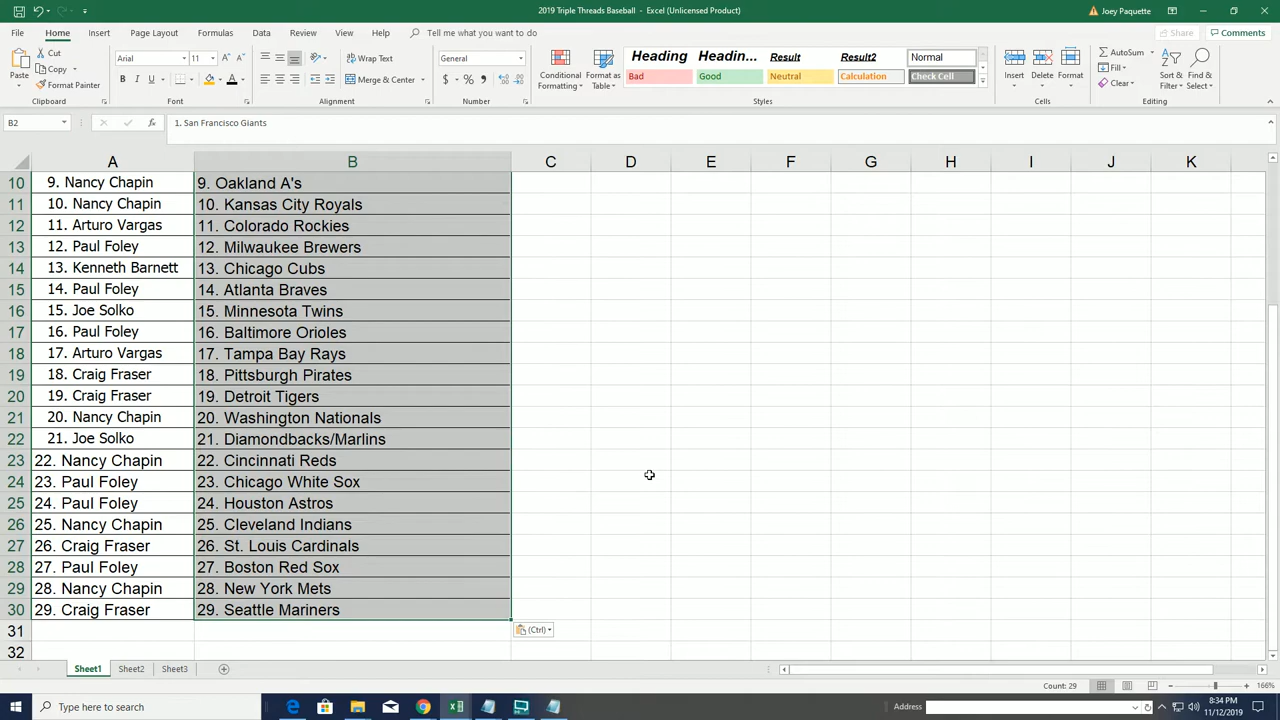 2019 Triple Threads Baseball - Excel (Unlicensed Product)
Joey Paquette
File Home Insert Page Layout Formulas Data Review View Help Tell me what you want to do
Share Comments
Paste
Cut
Copy
Format Painter
Clipboard
Arial 11
B I U
Font
Wrap Text
Merge & Center
Alignment
General
$ % ,
Number
Conditional Formatting
Format as Table
Heading Headin... Result Result2 Normal
Bad Good Neutral Calculation Check Cell
Styles
Insert Delete Format
Cells
AutoSum
Fill
Clear
Sort & Filter
Find & Select
Editing
B2 fx 1. San Francisco Giants
A B C D E F G H I J K
10 9. Nancy Chapin 9. Oakland A's
11 10. Nancy Chapin 10. Kansas City Royals
12 11. Arturo Vargas 11. Colorado Rockies
13 12. Paul Foley 12. Milwaukee Brewers
14 13. Kenneth Barnett 13. Chicago Cubs
15 14. Paul Foley 14. Atlanta Braves
16 15. Joe Solko 15. Minnesota Twins
17 16. Paul Foley 16. Baltimore Orioles
18 17. Arturo Vargas 17. Tampa Bay Rays
19 18. Craig Fraser 18. Pittsburgh Pirates
20 19. Craig Fraser 19. Detroit Tigers
21 20. Nancy Chapin 20. Washington Nationals
22 21. Joe Solko 21. Diamondbacks/Marlins
23 22. Nancy Chapin 22. Cincinnati Reds
24 23. Paul Foley 23. Chicago White Sox
25 24. Paul Foley 24. Houston Astros
26 25. Nancy Chapin 25. Cleveland Indians
27 26. Craig Fraser 26. St. Louis Cardinals
28 27. Paul Foley 27. Boston Red Sox
29 28. Nancy Chapin 28. New York Mets
30 29. Craig Fraser 29. Seattle Mariners
31 (Ctrl)
32
Sheet1 Sheet2 Sheet3
Count: 29 166%
Type here to search
Address
8:34 PM
11/12/2019